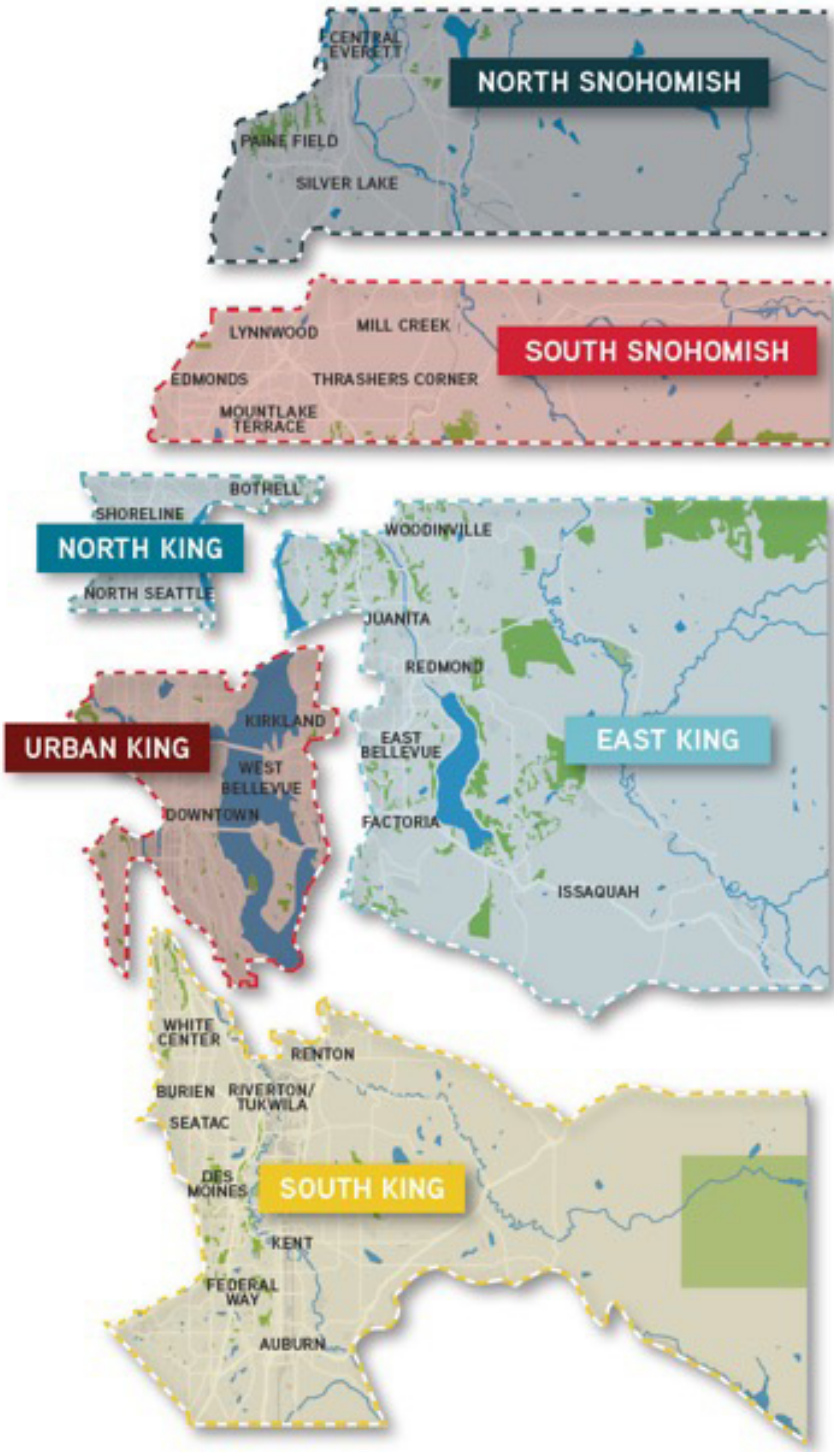 CENTRAL
EVERETT
NORTH SNOHOMISH
PAINE FIELD
SILVER LAKE
LYNNWOOD
MILL CREEK
SOUTH SNOHOMISH
EDMONDS
THRASHERS CORNER
MOUNTLAKE
TERRACE
BOTHELL
SHORELINE
NORTH KING
NORTH SEATTLE
WOODINVILLE
JUANITA
REDMOND
EAST
BELLEVUE
EAST KING
FACTORIA
ISSAQUAH
KIRKLAND
URBAN KING
WEST
BELLEVUE
DOWNTOWN
WHITE
CENTER
RENTON
BURIEN
RIVERTON/
TUKWILA
SEATAC
DES
MOINES
SOUTH KING
KENT
FEDERAL
WAY
AUBURN